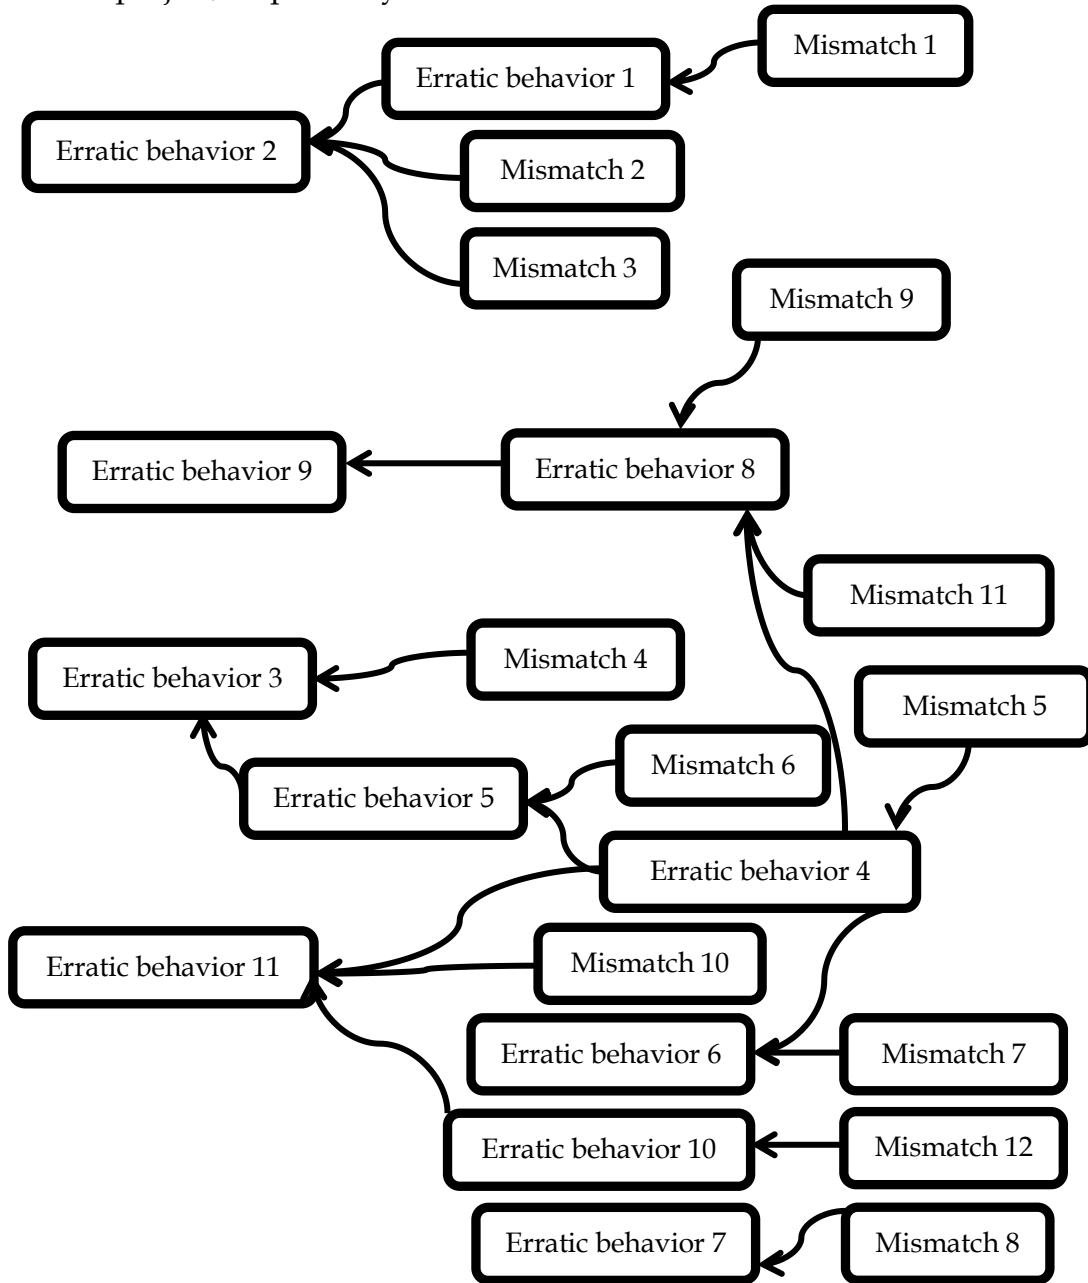 Mismatch 1
Erratic behavior 1
Erratic behavior 2
Mismatch 2
Mismatch 3
Mismatch 9
Erratic behavior 9
Erratic behavior 8
Mismatch 11
Erratic behavior 3
Mismatch 4
Mismatch 5
Mismatch 6
Erratic behavior 5
Erratic behavior 4
Erratic behavior 11
Mismatch 10
Erratic behavior 6
Mismatch 7
Erratic behavior 10
Mismatch 12
Erratic behavior 7
Mismatch 8